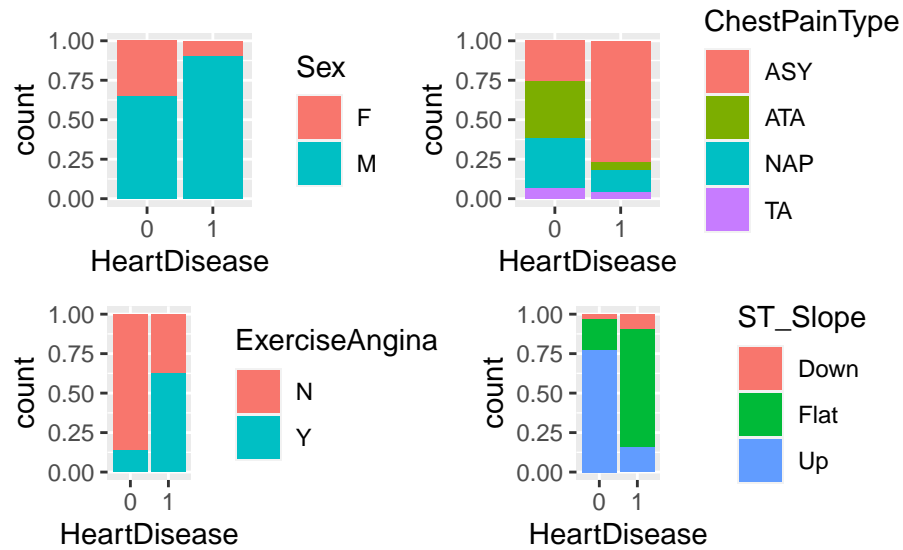 1.00
0.75
0.50
0.25
0.00
count
0 1
HeartDisease
Sex
F
M
1.00
0.75
0.50
0.25
0.00
count
0 1
HeartDisease
ChestPainType
ASY
ATA
NAP
TA
1.00
0.75
0.50
0.25
0.00
count
0 1
HeartDisease
ExerciseAngina
N
Y
1.00
0.75
0.50
0.25
0.00
count
0 1
HeartDisease
ST_Slope
Down
Flat
Up